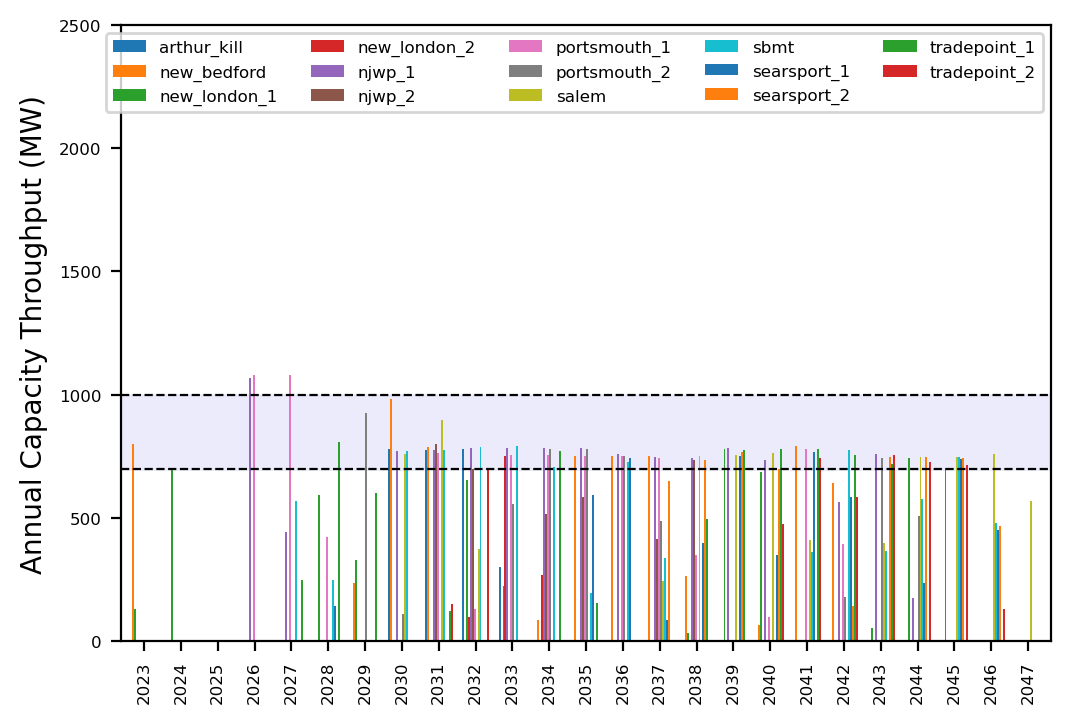 Annual Capacity Throughput (MW)
2500
2000
1500
1000
500
0
arthur_kill
new_bedford
new_london_1
new_london_2
njwp_1
njwp_2
portsmouth_1
portsmouth_2
salem
sbmt
searsport_1
searsport_2
tradepoint_1
tradepoint_2
2023
2024
2025
2026
2027
2028
2029
2030
2031
2032
2033
2034
2035
2036
2037
2038
2039
2040
2041
2042
2043
2044
2045
2046
2047